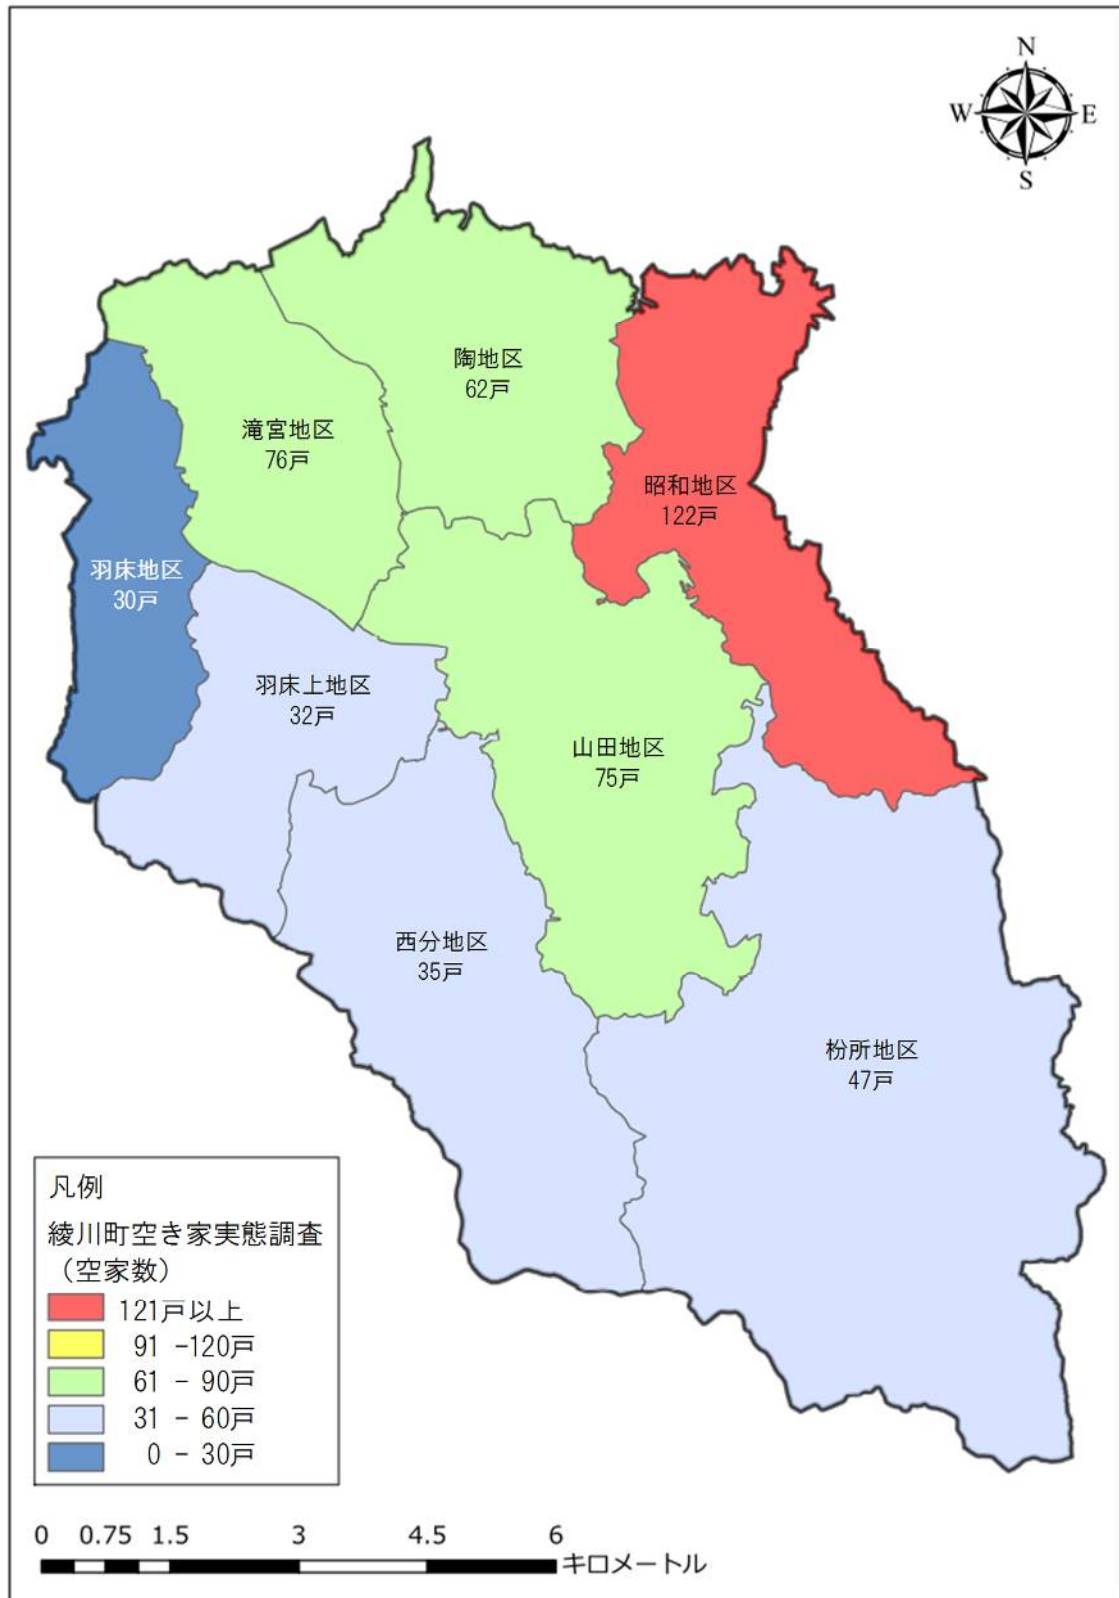 N
W E
S
陶地区
62戸
滝宮地区
76戸
昭和地区
122戸
羽床地区
30戸
羽床上地区
32戸
山田地区
75戸
西分地区
35戸
枌所地区
47戸
凡例
綾川町空き家実態調査
（空家数）
121戸以上
91 -120戸
61 - 90戸
31 - 60戸
0 - 30戸
0 0.75 1.5 3 4.5 6
キロメートル